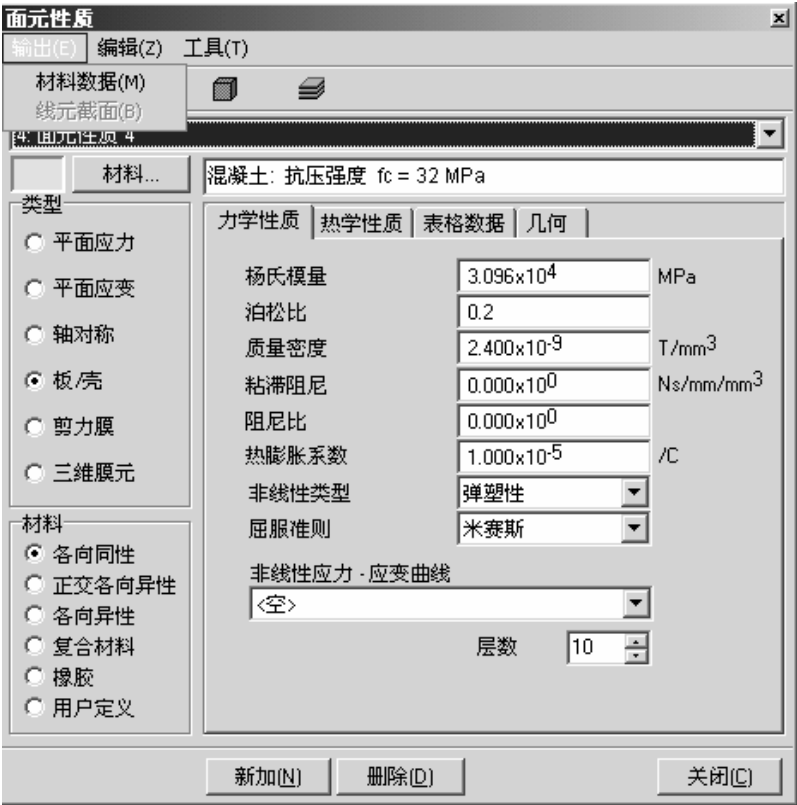 面元性质
输出(E) 编辑(Z) 工具(T)
材料数据(M)
线元截面(B)
4: 面元性质 4
材料... 混凝土: 抗压强度 fc = 32 MPa
类型
平面应力
平面应变
轴对称
板/壳
剪力膜
三维膜元
材料
各向同性
正交各向异性
各向异性
复合材料
橡胶
用户定义
力学性质 热学性质 表格数据 几何
杨氏模量 3.096x10⁴ MPa
泊松比 0.2
质量密度 2.400x10⁻⁹ T/mm³
粘滞阻尼 0.000x10⁰ Ns/mm/mm³
阻尼比 0.000x10⁰
热膨胀系数 1.000x10⁻⁵ /C
非线性类型 弹塑性
屈服准则 米赛斯
非线性应力 - 应变曲线
<空>
层数 10
新加(N) 删除(D) 关闭(C)